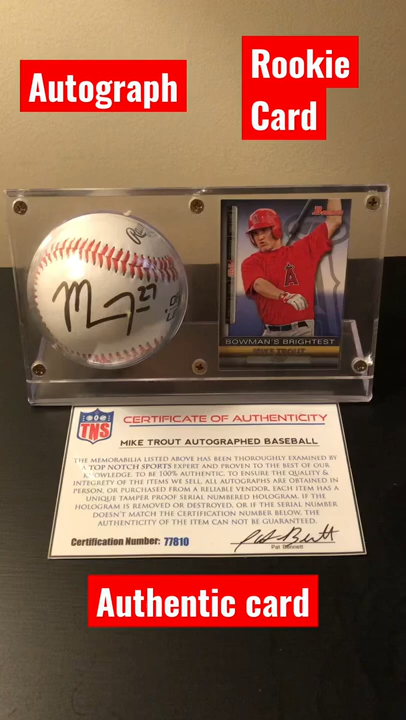 Autograph
Rookie
Card
27
Bowman
BOWMAN'S BRIGHTEST
MIKE TROUT
TNS
CERTIFICATE OF AUTHENTICITY
MIKE TROUT AUTOGRAPHED BASEBALL
THE MEMORABILIA LISTED ABOVE HAS BEEN THOROUGHLY EXAMINED BY
A TOP NOTCH SPORTS EXPERT AND PROVEN TO THE BEST OF OUR
KNOWLEDGE, TO BE 100% AUTHENTIC. TO ENSURE THE QUALITY &
INTEGRETY OF THE ITEMS WE SELL, ALL AUTOGRAPHS ARE OBTAINED IN
PERSON, OR PURCHASED FROM A RELIABLE VENDOR. EACH ITEM HAS A
UNIQUE TAMPER PROOF SERIAL NUMBERED HOLOGRAM. IF THE
HOLOGRAM IS REMOVED OR DESTROYED, OR IF THE SERIAL NUMBER
DOESN'T MATCH THE CERTIFICATION NUMBER BELOW, THE
AUTHENTICITY OF THE ITEM CAN NOT BE GUARANTEED.
Certification Number: 77810
Pat Bennett
Authentic card